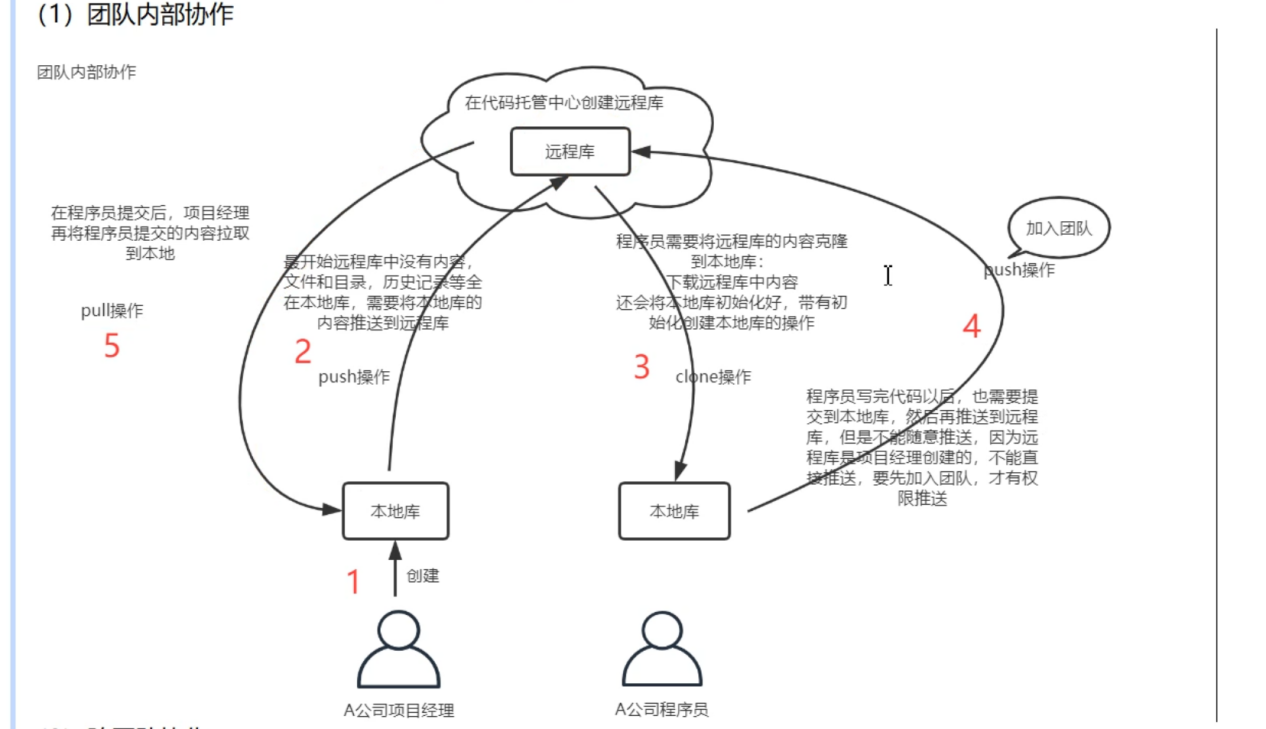 （1）团队内部协作
团队内部协作
在代码托管中心创建远程库
远程库
在程序员提交后，项目经理
再将程序员提交的内容拉取
到本地
pull操作
5
最开始远程库中没有内容，
文件和目录，历史记录等全
在本地库，需要将本地库的
内容推送到远程库
2
push操作
程序员需要将远程库的内容克隆
到本地库：
下载远程库中内容
还会将本地库初始化好，带有初
始化创建本地库的操作
3
clone操作
加入团队
push操作
4
程序员写完代码以后，也需要提
交到本地库，然后再推送到远程
库，但是不能随意推送，因为远
程库是项目经理创建的，不能直
接推送，要先加入团队，才有权
限推送
本地库
本地库
1
创建
A公司项目经理
A公司程序员